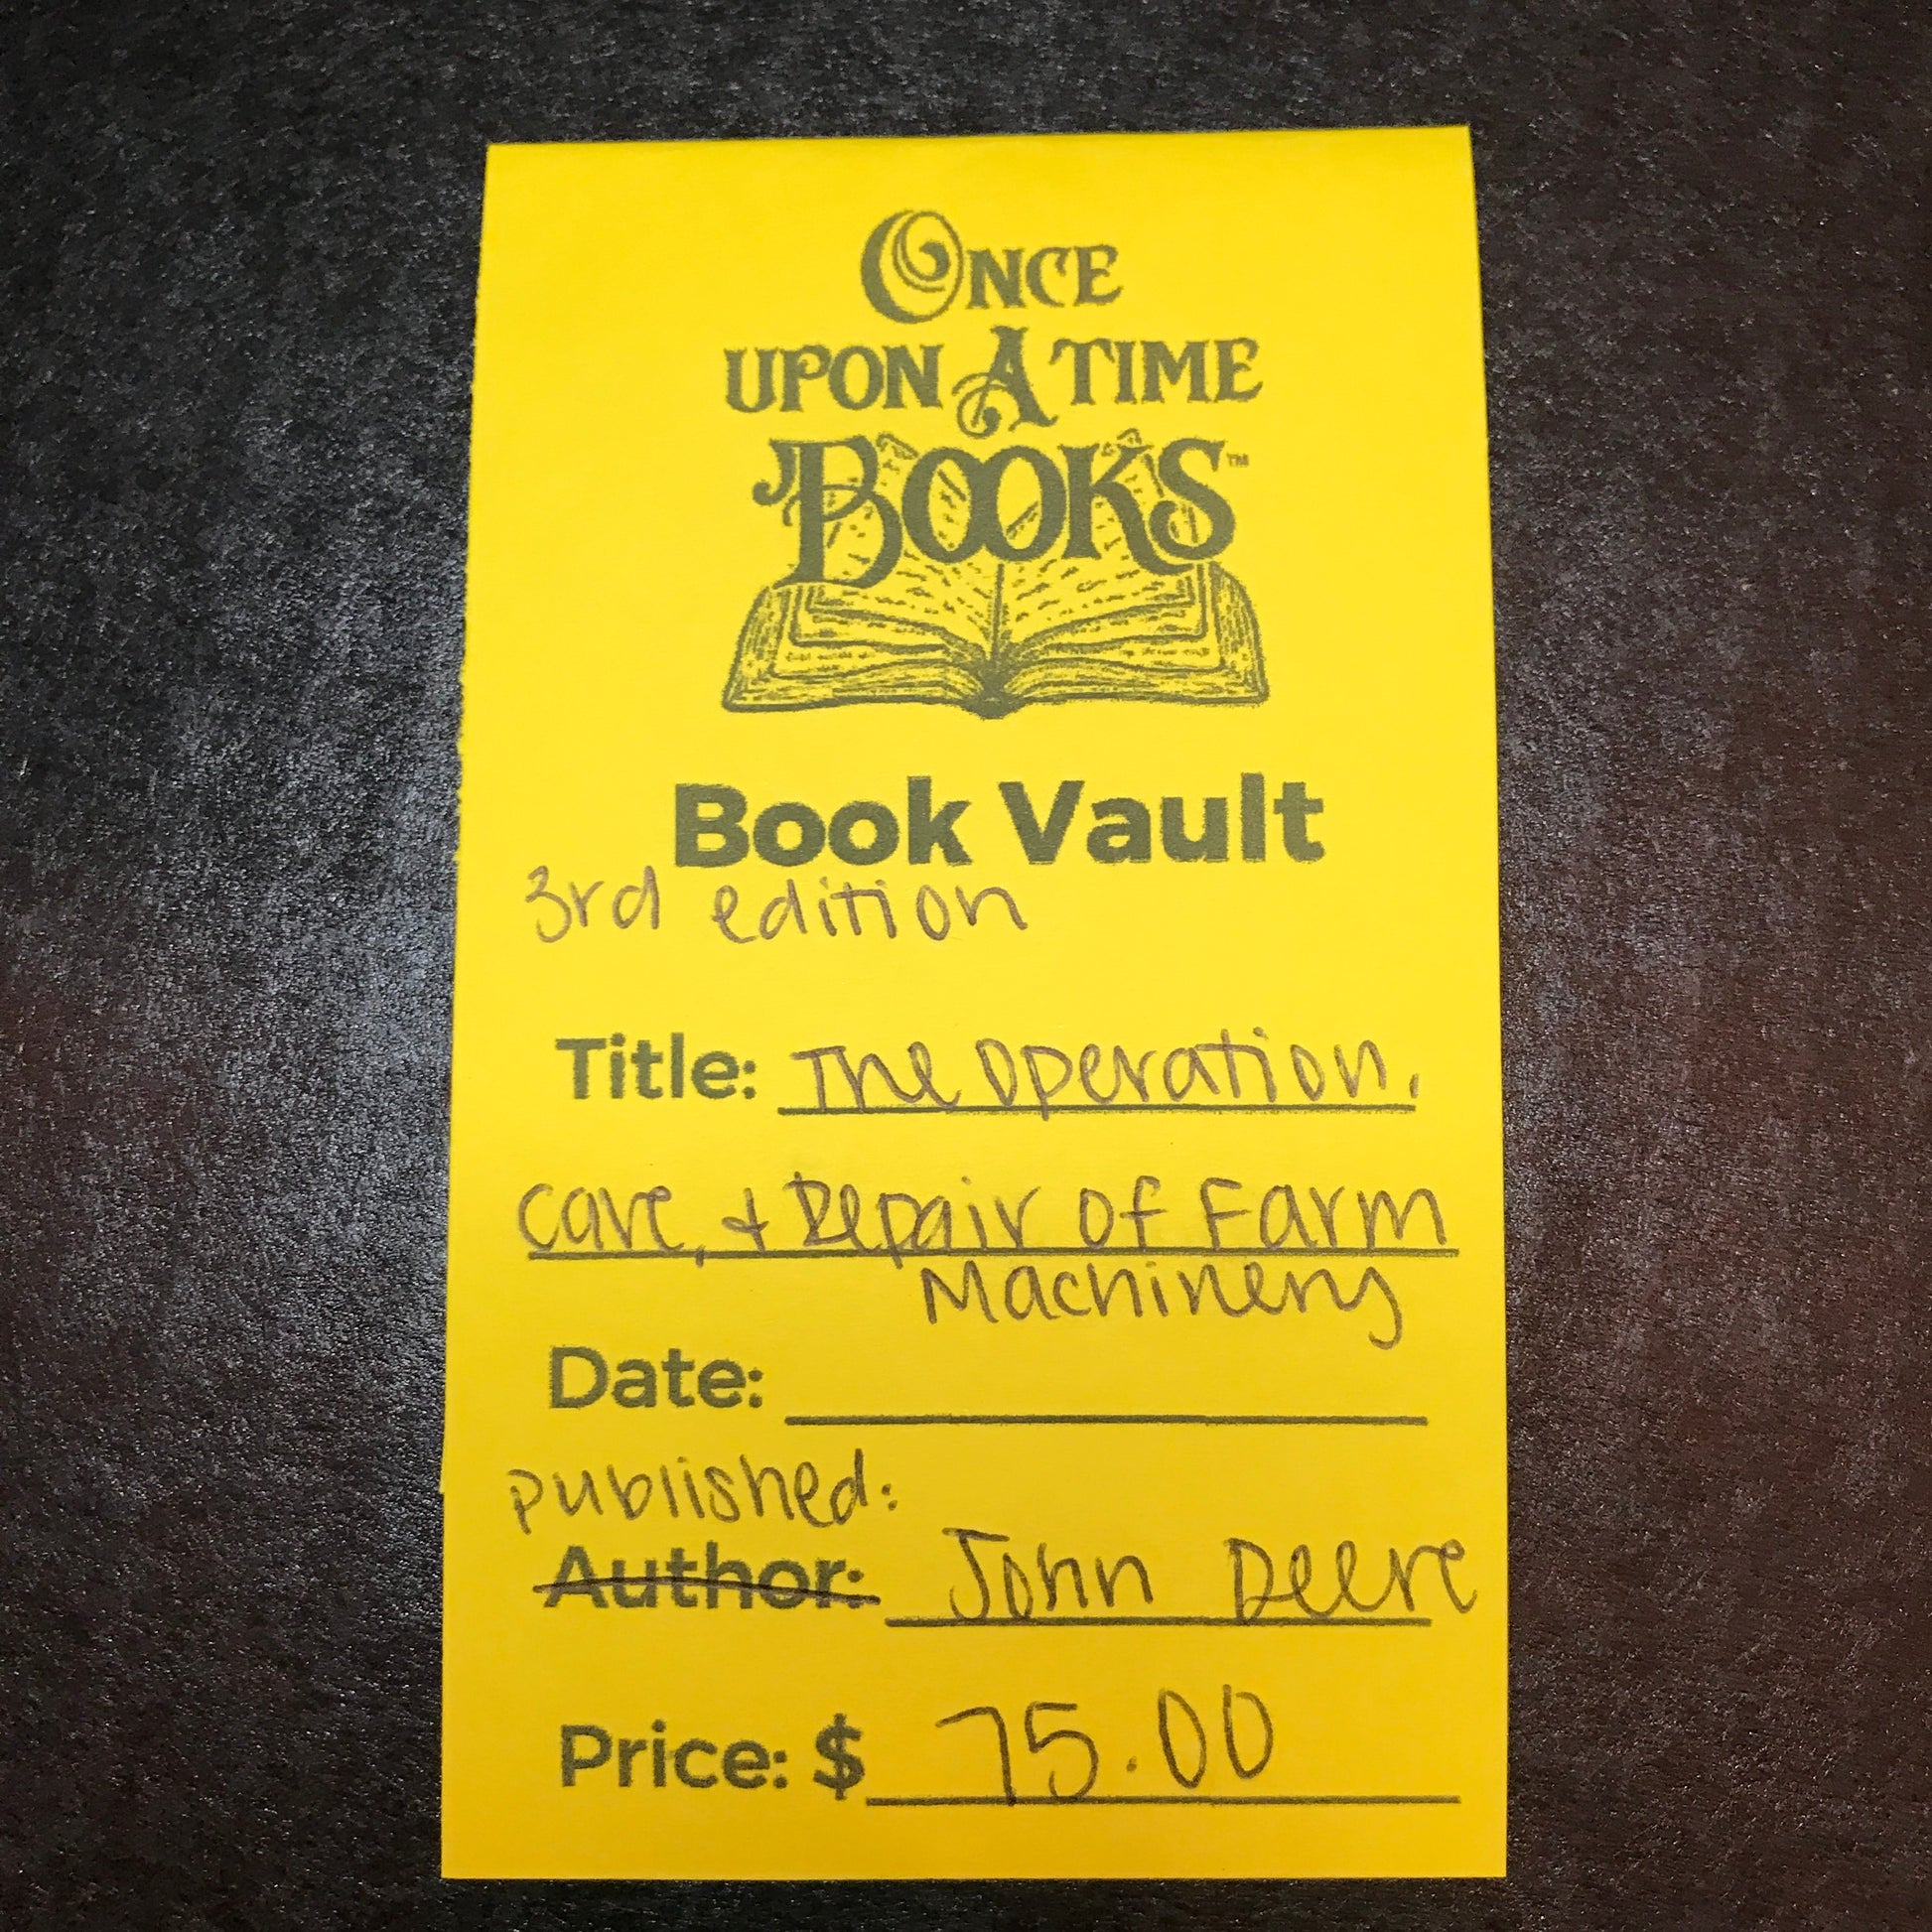 ONCE
UPON A TIME
BOOKS™
Book Vault
3rd edition
Title: The Operation,
Care, & Repair of Farm
Machinery
Date:
published:
Author: John Deere
Price: $ 75.00